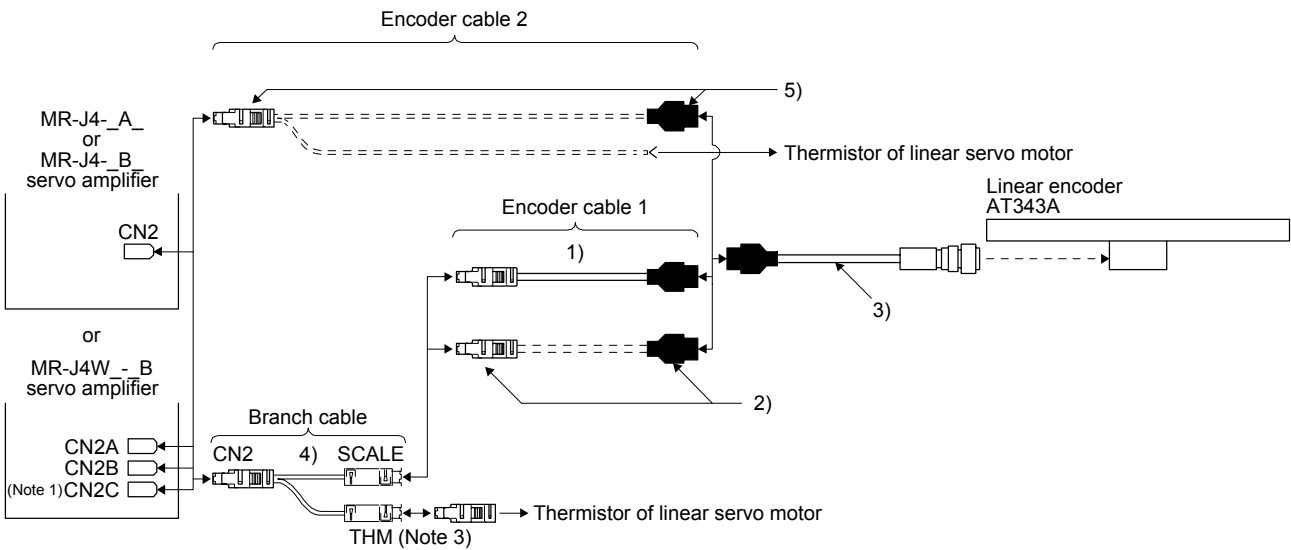 Encoder cable 2
5)
MR-J4-_A_
or
MR-J4-_B_
servo amplifier
Thermistor of linear servo motor
Linear encoder
AT343A
CN2
Encoder cable 1
1)
3)
or
MR-J4W_-_B
servo amplifier
2)
Branch cable
CN2A
CN2 4) SCALE
CN2B
(Note 1) CN2C
Thermistor of linear servo motor
THM (Note 3)